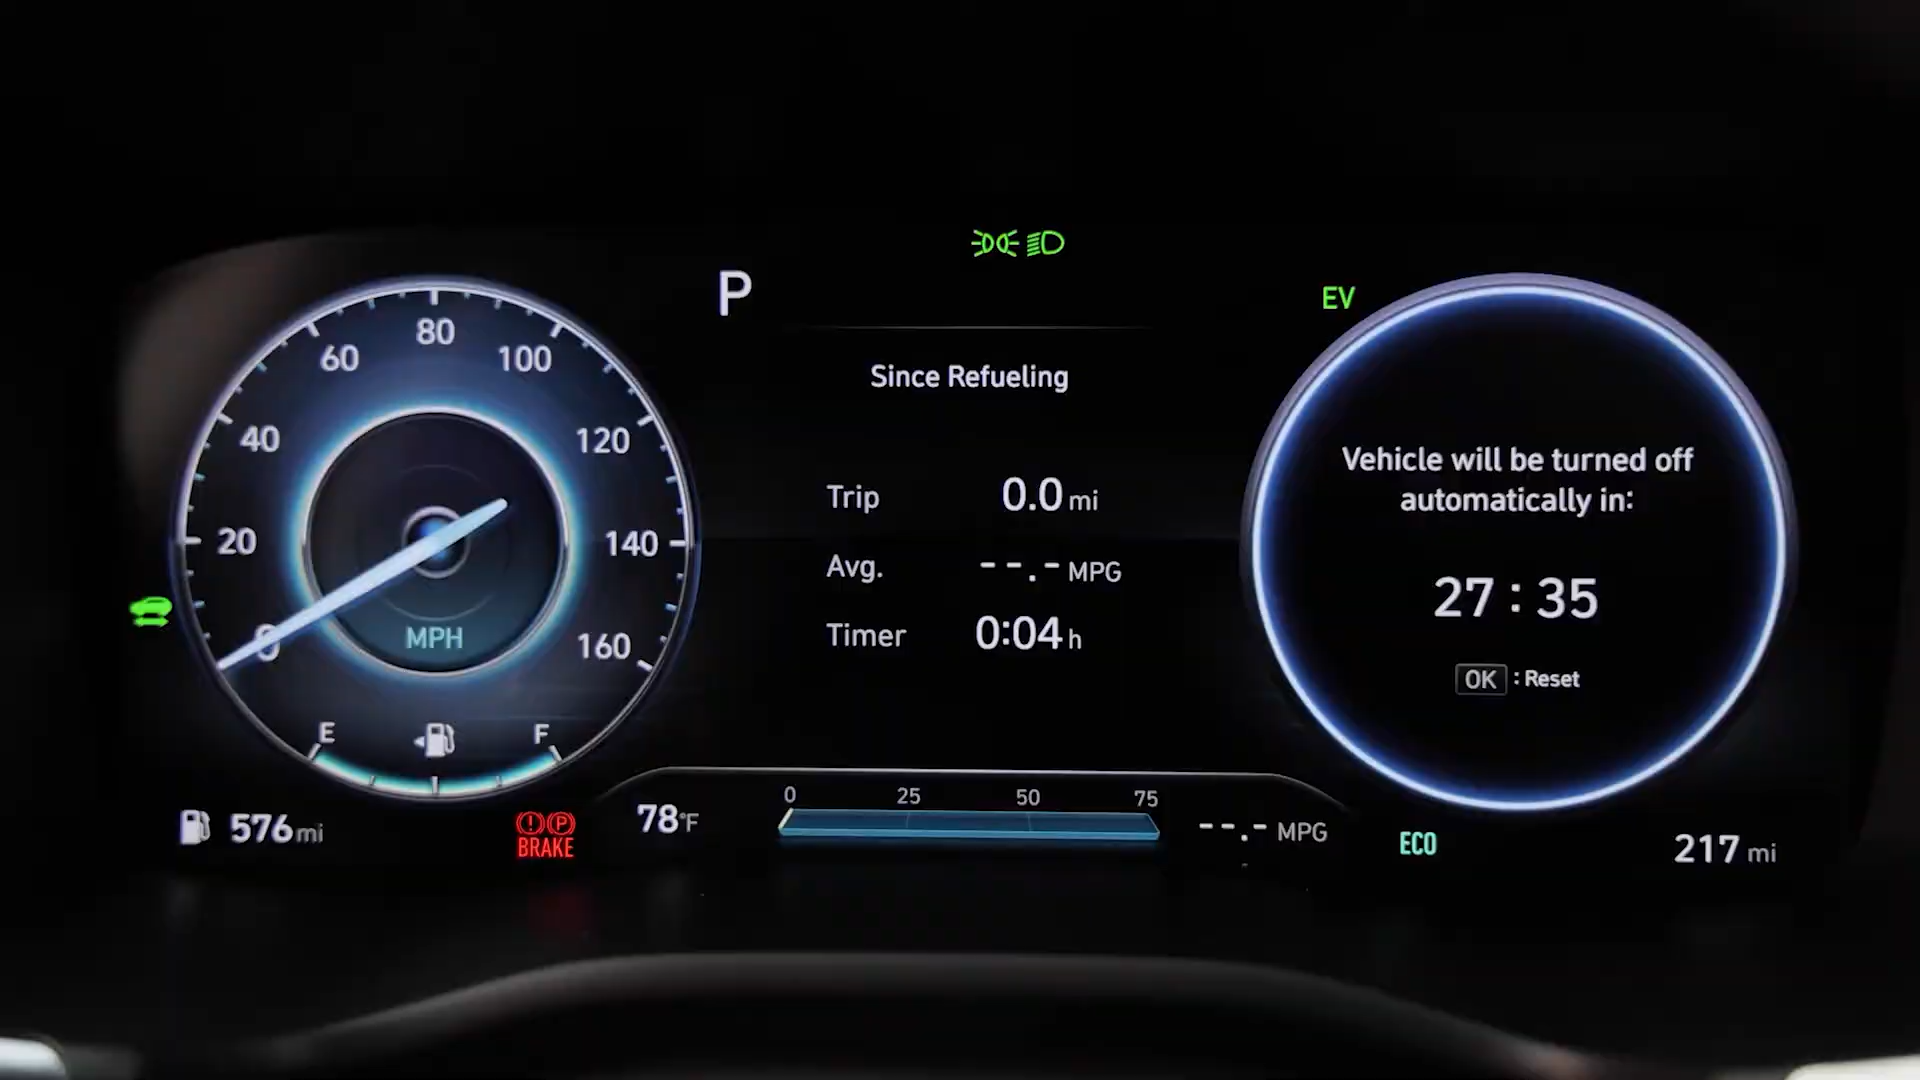 P
EV
80
60
100
40
120
20
140
0
160
MPH
E
F
Since Refueling
Trip 0.0 mi
Avg. --.- MPG
Timer 0:04 h
Vehicle will be turned off
automatically in:
27 : 35
OK : Reset
576 mi
P
BRAKE
78°F
0 25 50 75
--.- MPG
ECO
217 mi